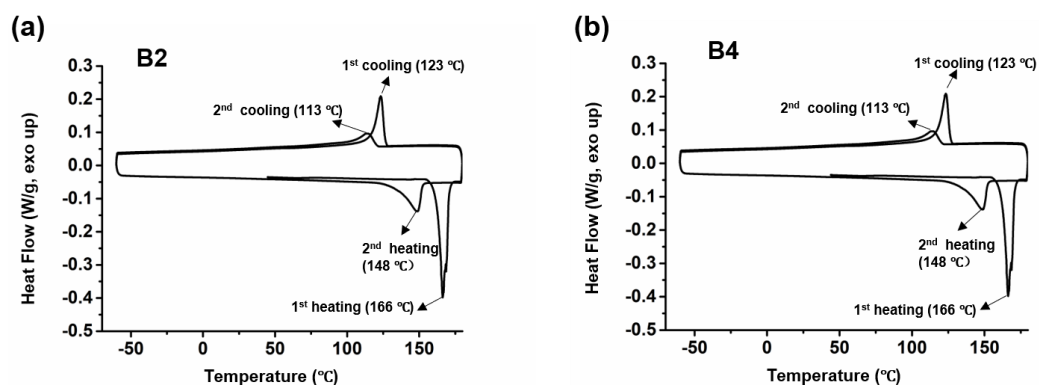 (a)
B2
1st cooling (123 ℃)
2nd cooling (113 ℃)
2nd heating
(148 ℃)
1st heating (166 ℃)
Heat Flow (W/g, exo up)
0.3
0.2
0.1
0.0
-0.1
-0.2
-0.3
-0.4
-0.5
-50 0 50 100 150
Temperature (℃)
(b)
B4
1st cooling (123 ℃)
2nd cooling (113 ℃)
2nd heating
(148 ℃)
1st heating (166 ℃)
Heat Flow (W/g, exo up)
0.3
0.2
0.1
0.0
-0.1
-0.2
-0.3
-0.4
-0.5
-50 0 50 100 150
Temperature (℃)